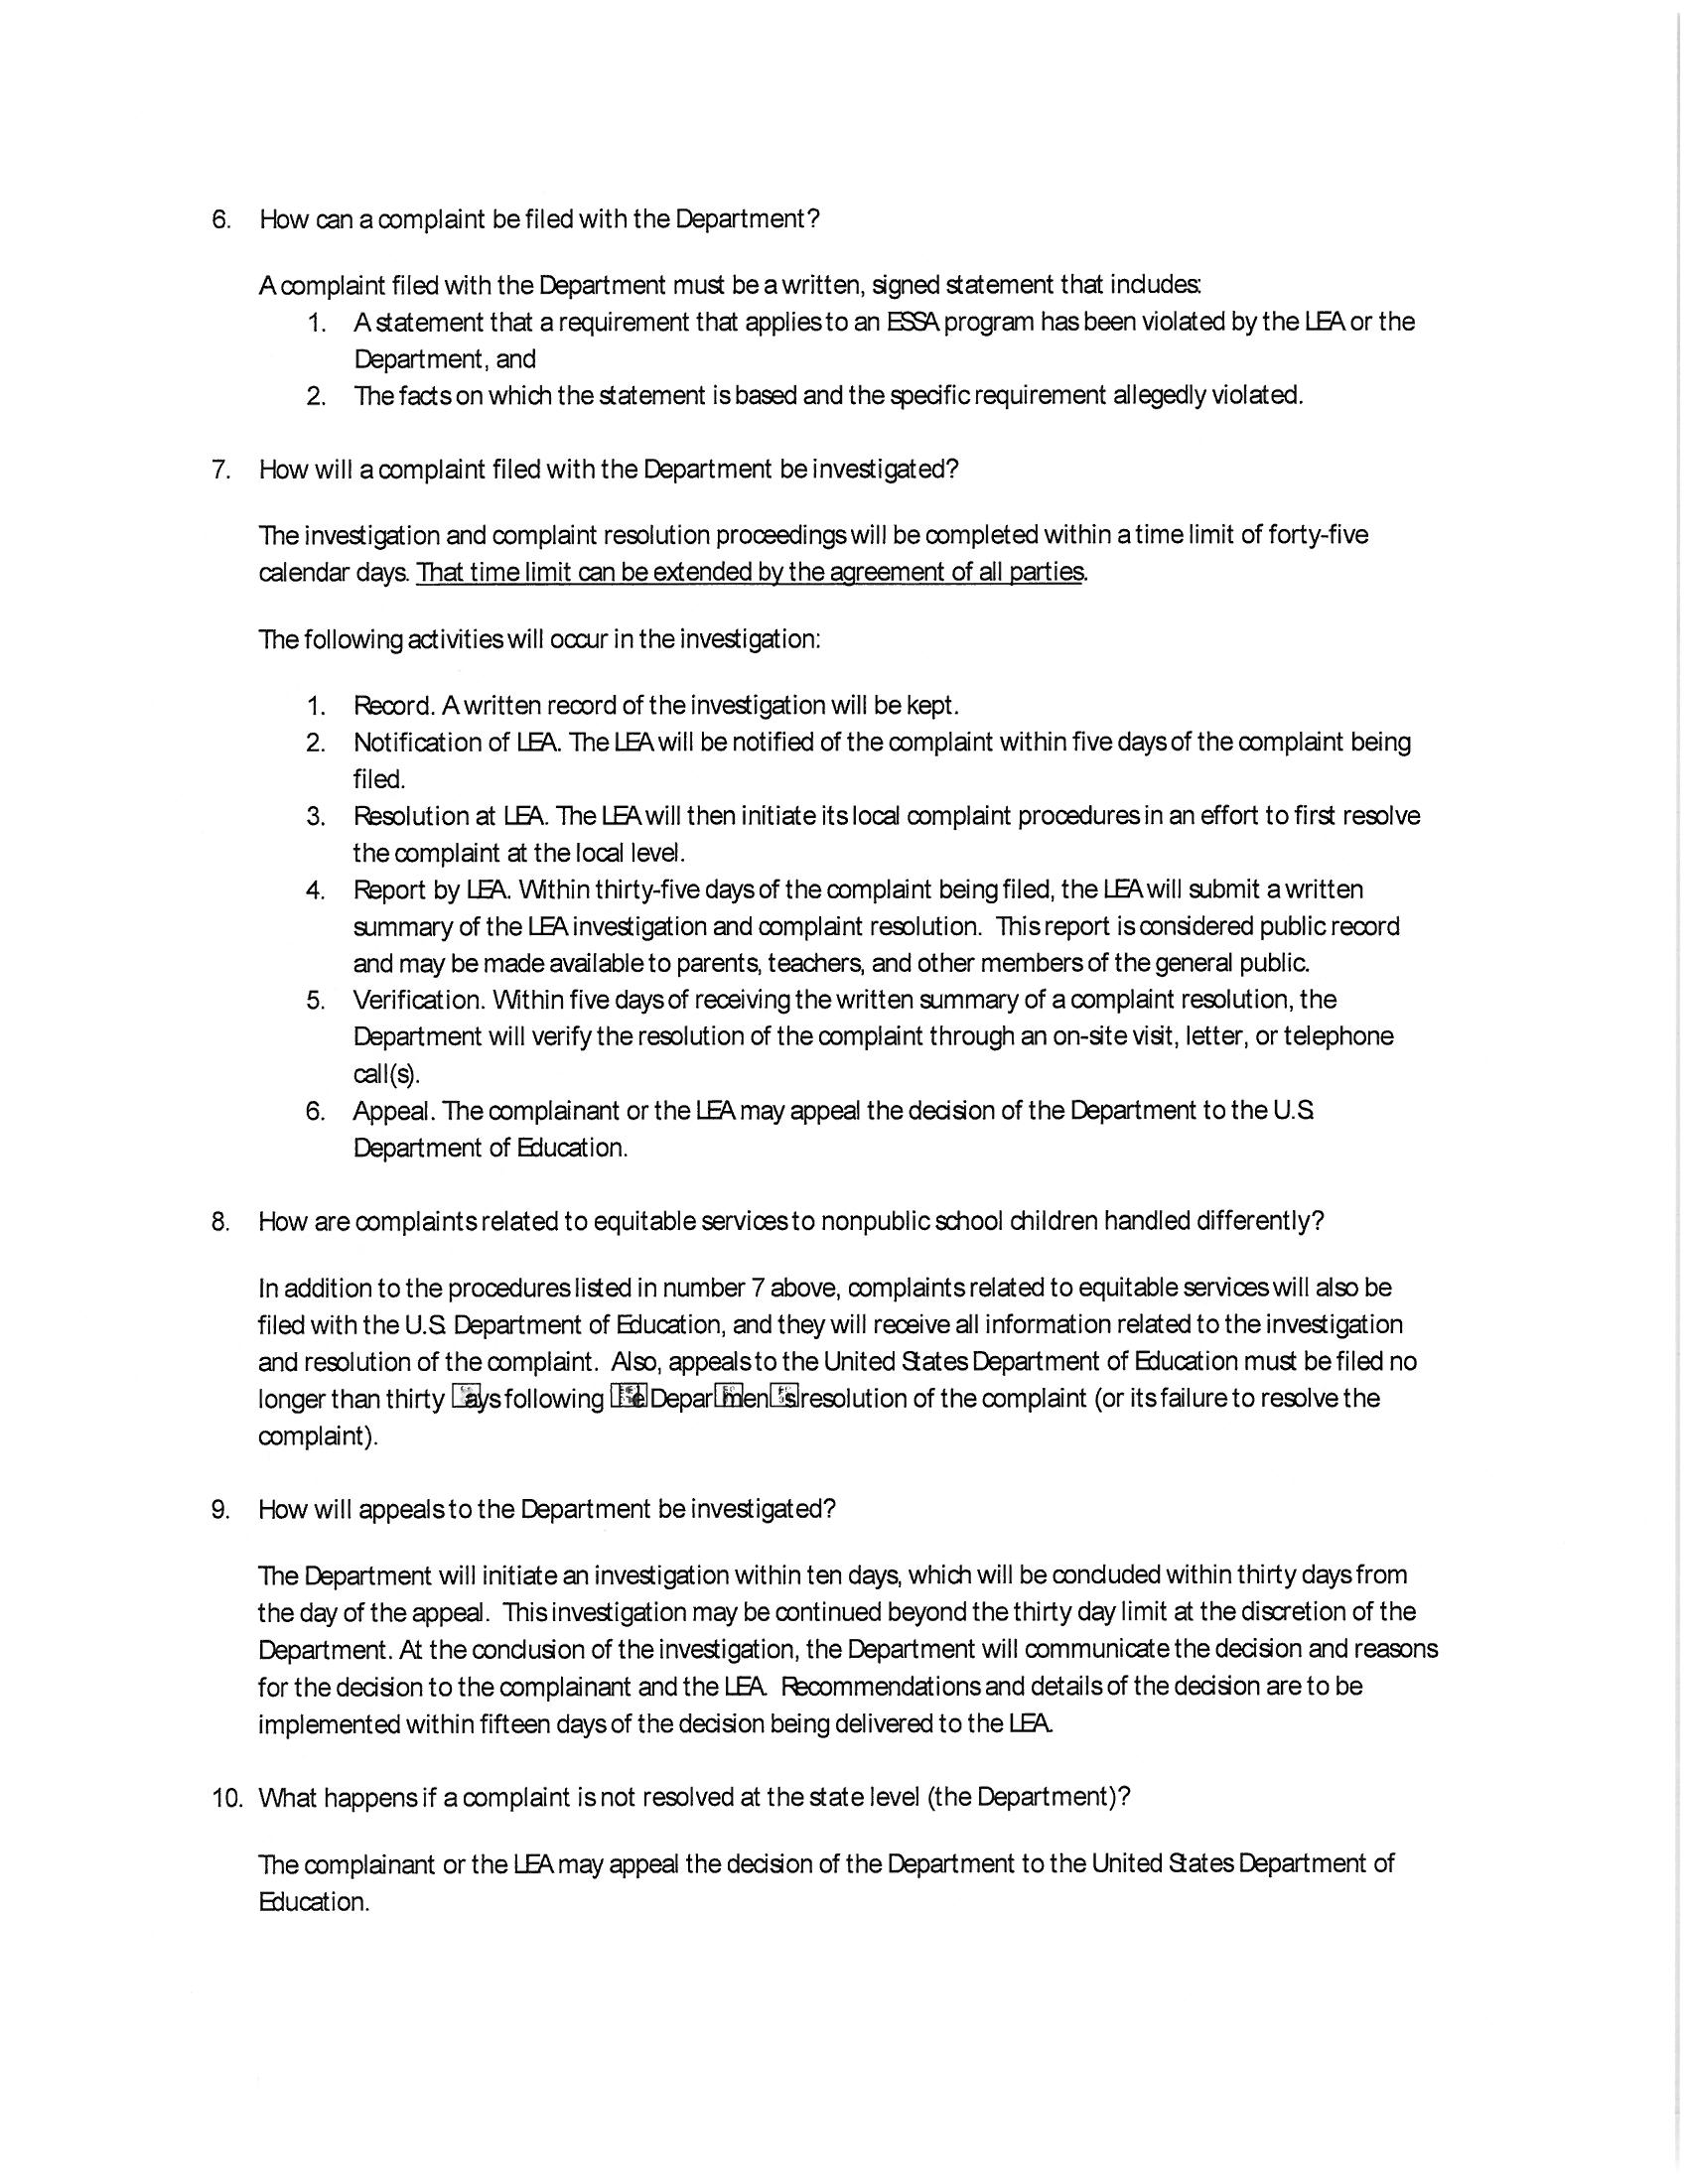 6. How can a complaint be filed with the Department?
A complaint filed with the Department must be a written, signed statement that includes:
1. A statement that a requirement that applies to an ESSA program has been violated by the LEA or the
Department, and
2. The facts on which the statement is based and the specific requirement allegedly violated.
7. How will a complaint filed with the Department be investigated?
The investigation and complaint resolution proceedings will be completed within a time limit of forty-five
calendar days. That time limit can be extended by the agreement of all parties.
The following activities will occur in the investigation:
1. Record. A written record of the investigation will be kept.
2. Notification of LEA. The LEA will be notified of the complaint within five days of the complaint being
filed.
3. Resolution at LEA. The LEA will then initiate its local complaint procedures in an effort to first resolve
the complaint at the local level.
4. Report by LEA. Within thirty-five days of the complaint being filed, the LEA will submit a written
summary of the LEA investigation and complaint resolution. This report is considered public record
and may be made available to parents, teachers, and other members of the general public.
5. Verification. Within five days of receiving the written summary of a complaint resolution, the
Department will verify the resolution of the complaint through an on-site visit, letter, or telephone
call(s).
6. Appeal. The complainant or the LEA may appeal the decision of the Department to the U.S.
Department of Education.
8. How are complaints related to equitable services to nonpublic school children handled differently?
In addition to the procedures listed in number 7 above, complaints related to equitable services will also be
filed with the U.S. Department of Education, and they will receive all information related to the investigation
and resolution of the complaint. Also, appeals to the United States Department of Education must be filed no
longer than thirty following resolution of the complaint (or its failure to resolve the
complaint).
9. How will appeals to the Department be investigated?
The Department will initiate an investigation within ten days, which will be concluded within thirty days from
the day of the appeal. This investigation may be continued beyond the thirty day limit at the discretion of the
Department. At the conclusion of the investigation, the Department will communicate the decision and reasons
for the decision to the complainant and the LEA. Recommendations and details of the decision are to be
implemented within fifteen days of the decision being delivered to the LEA.
10. What happens if a complaint is not resolved at the state level (the Department)?
The complainant or the LEA may appeal the decision of the Department to the United States Department of
Education.